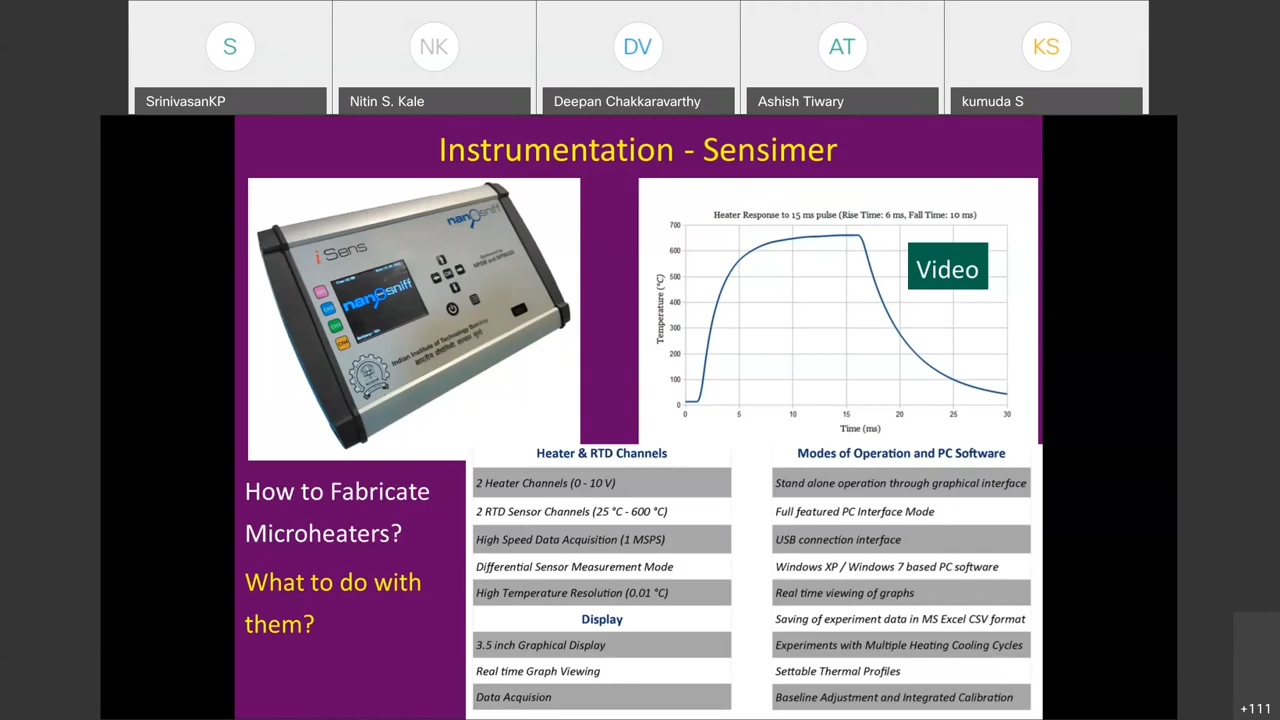 S
NK
DV
AT
KS
SrinivasanKP
Nitin S. Kale
Deepan Chakkaravarthy
Ashish Tiwary
kumuda S
Instrumentation - Sensimer
nanosniff
i Sens
nanosniff
Indian Institute of Technology Bombay
Heater Response to 15 ms pulse (Rise Time: 6 ms, Fall Time: 10 ms)
700
600
500
400
300
200
100
0
Temperature (°C)
0 5 10 15 20 25 30
Time (ms)
Video
How to Fabricate
Microheaters?
What to do with
them?
Heater & RTD Channels
2 Heater Channels (0 - 10 V)
2 RTD Sensor Channels (25 °C - 600 °C)
High Speed Data Acquisition (1 MSPS)
Differential Sensor Measurement Mode
High Temperature Resolution (0.01 °C)
Display
3.5 inch Graphical Display
Real time Graph Viewing
Data Acquision
Modes of Operation and PC Software
Stand alone operation through graphical interface
Full featured PC Interface Mode
USB connection interface
Windows XP / Windows 7 based PC software
Real time viewing of graphs
Saving of experiment data in MS Excel CSV format
Experiments with Multiple Heating Cooling Cycles
Settable Thermal Profiles
Baseline Adjustment and Integrated Calibration
+111